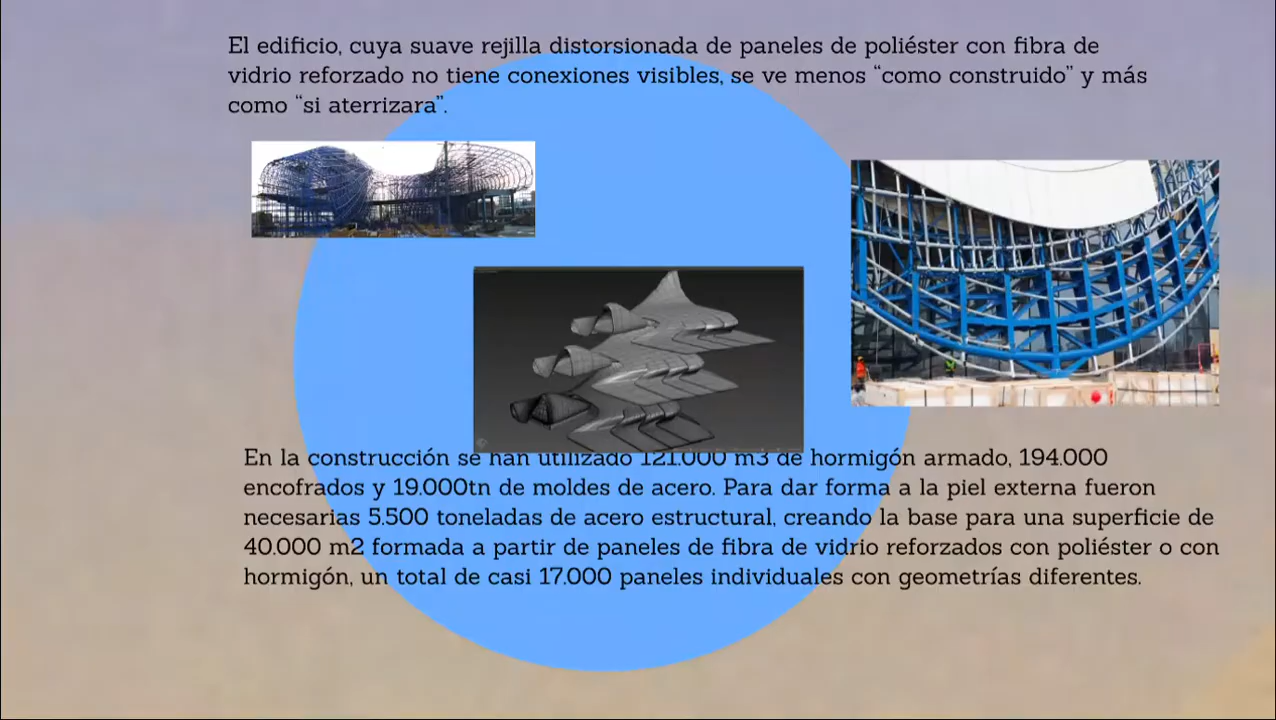 El edificio, cuya suave rejilla distorsionada de paneles de poliéster con fibra de
vidrio reforzado no tiene conexiones visibles, se ve menos “como construido” y más
como “si aterrizara”.
En la construcción se han utilizado 121.000 m3 de hormigón armado, 194.000
encofrados y 19.000tn de moldes de acero. Para dar forma a la piel externa fueron
necesarias 5.500 toneladas de acero estructural, creando la base para una superficie de
40.000 m2 formada a partir de paneles de fibra de vidrio reforzados con poliéster o con
hormigón, un total de casi 17.000 paneles individuales con geometrías diferentes.